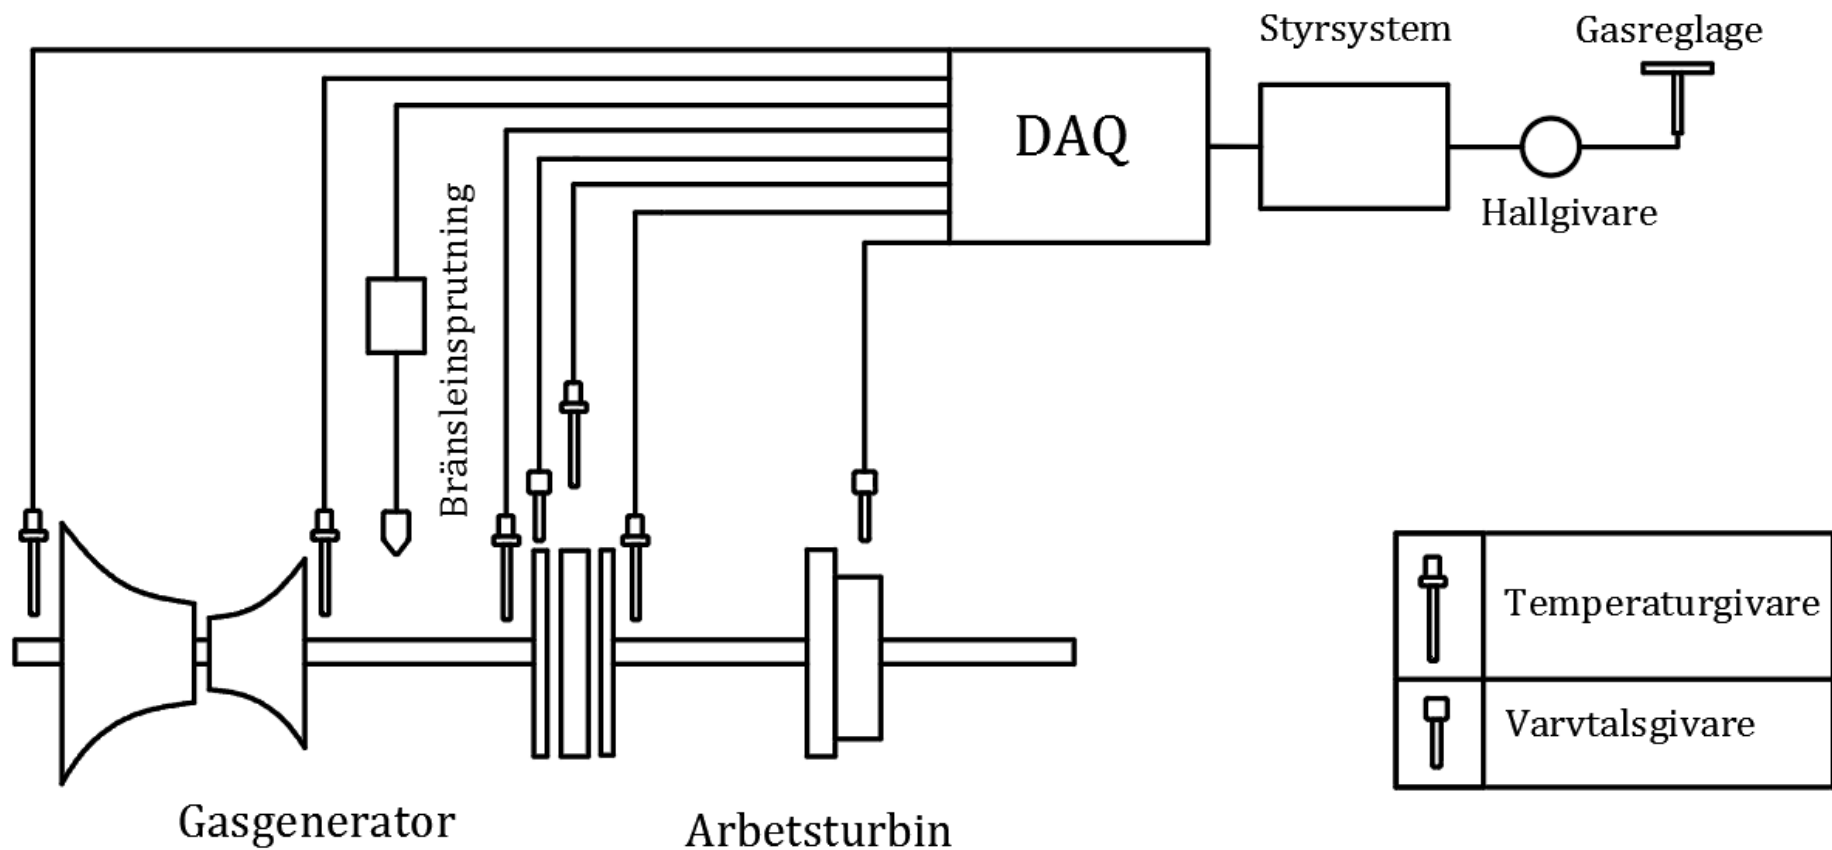 Styrsystem
Gasreglage
DAQ
Hallgivare
Bränsleinsprutning
Temperaturgivare
Varvtalsgivare
Gasgenerator
Arbetsturbin